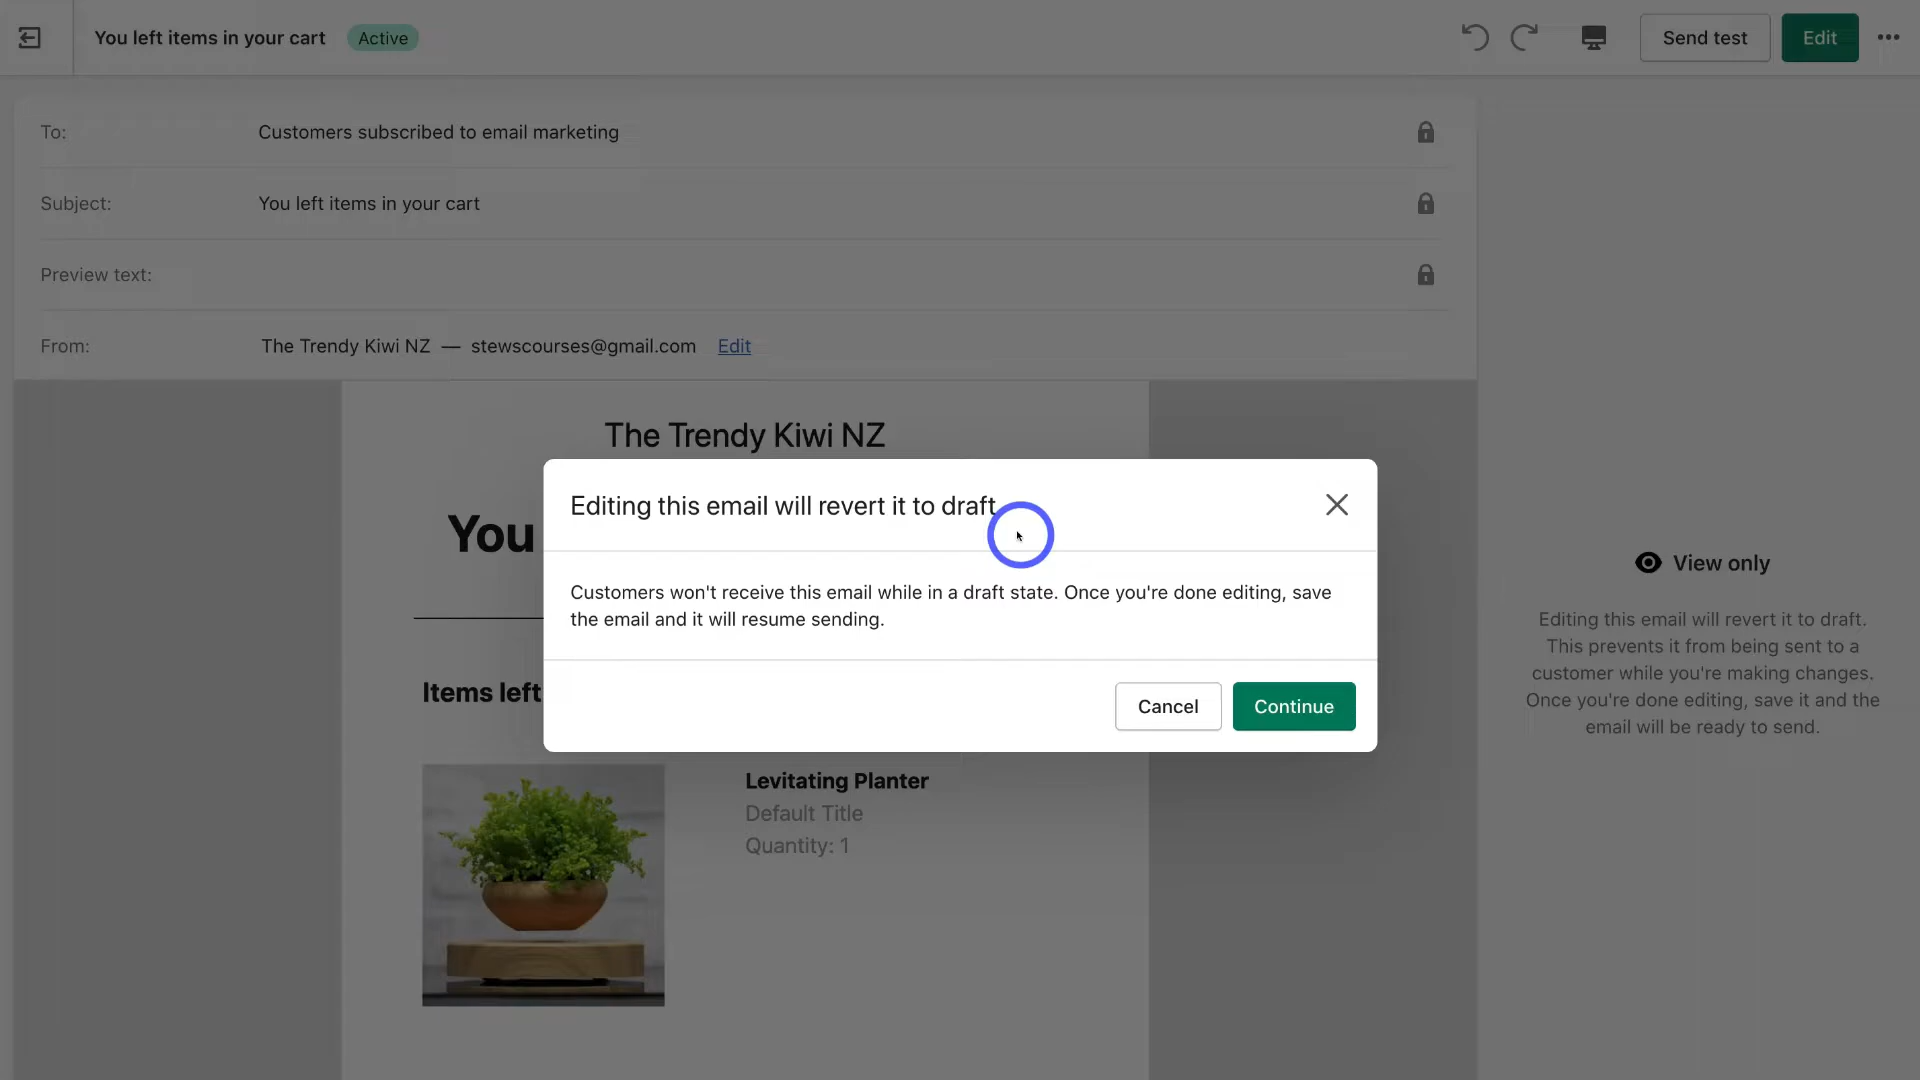 You left items in your cart
Active
Send test
Edit
To:
Customers subscribed to email marketing
Subject:
You left items in your cart
Preview text:
From:
The Trendy Kiwi NZ — stewscourses@gmail.com
Edit
The Trendy Kiwi NZ
You
Editing this email will revert it to draft
Customers won't receive this email while in a draft state. Once you're done editing, save
the email and it will resume sending.
Cancel
Continue
Items left
Levitating Planter
Default Title
Quantity: 1
View only
Editing this email will revert it to draft.
This prevents it from being sent to a
customer while you're making changes.
Once you're done editing, save it and the
email will be ready to send.